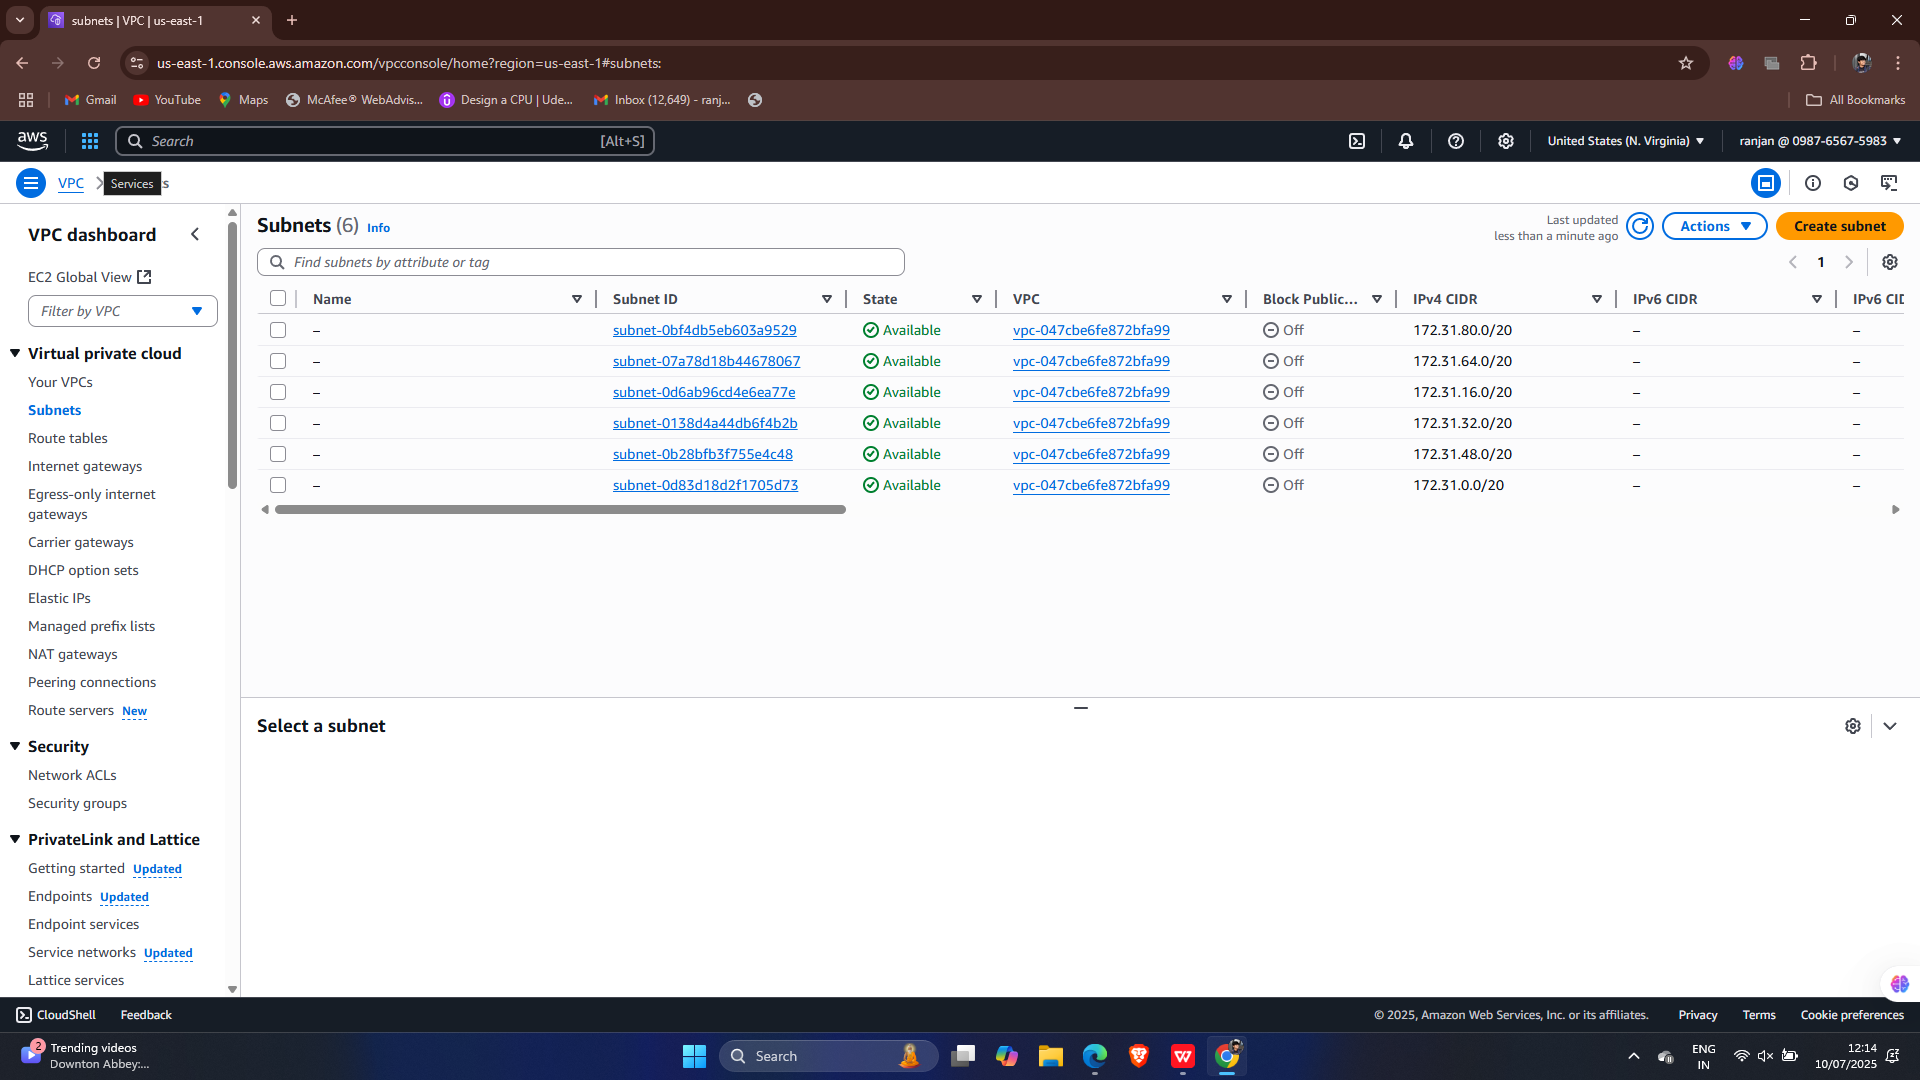 subnets | VPC | us-east-1
us-east-1.console.aws.amazon.com/vpcconsole/home?region=us-east-1#subnets:
Gmail YouTube Maps McAfee® WebAdvis... Design a CPU | Ude... Inbox (12,649) - ranj... All Bookmarks
aws Search [Alt+S] United States (N. Virginia) ranjan @ 0987-6567-5983
VPC Services s
VPC dashboard
EC2 Global View
Filter by VPC
Virtual private cloud
Your VPCs
Subnets
Route tables
Internet gateways
Egress-only internet
gateways
Carrier gateways
DHCP option sets
Elastic IPs
Managed prefix lists
NAT gateways
Peering connections
Route servers New
Security
Network ACLs
Security groups
PrivateLink and Lattice
Getting started Updated
Endpoints Updated
Endpoint services
Service networks Updated
Lattice services
Subnets (6) Info
Last updated
less than a minute ago
Actions Create subnet
Find subnets by attribute or tag
1
Name Subnet ID State VPC Block Public... IPv4 CIDR IPv6 CIDR IPv6 CID
– subnet-0bf4db5eb603a9529 Available vpc-047cbe6fe872bfa99 Off 172.31.80.0/20 – –
– subnet-07a78d18b44678067 Available vpc-047cbe6fe872bfa99 Off 172.31.64.0/20 – –
– subnet-0d6ab96cd4e6ea77e Available vpc-047cbe6fe872bfa99 Off 172.31.16.0/20 – –
– subnet-0138d4a44db6f4b2b Available vpc-047cbe6fe872bfa99 Off 172.31.32.0/20 – –
– subnet-0b28bfb3f755e4c48 Available vpc-047cbe6fe872bfa99 Off 172.31.48.0/20 – –
– subnet-0d83d18d2f1705d73 Available vpc-047cbe6fe872bfa99 Off 172.31.0.0/20 – –
Select a subnet
CloudShell Feedback © 2025, Amazon Web Services, Inc. or its affiliates. Privacy Terms Cookie preferences
2
Trending videos
Downton Abbey:...
Search
ENG
IN
12:14
10/07/2025